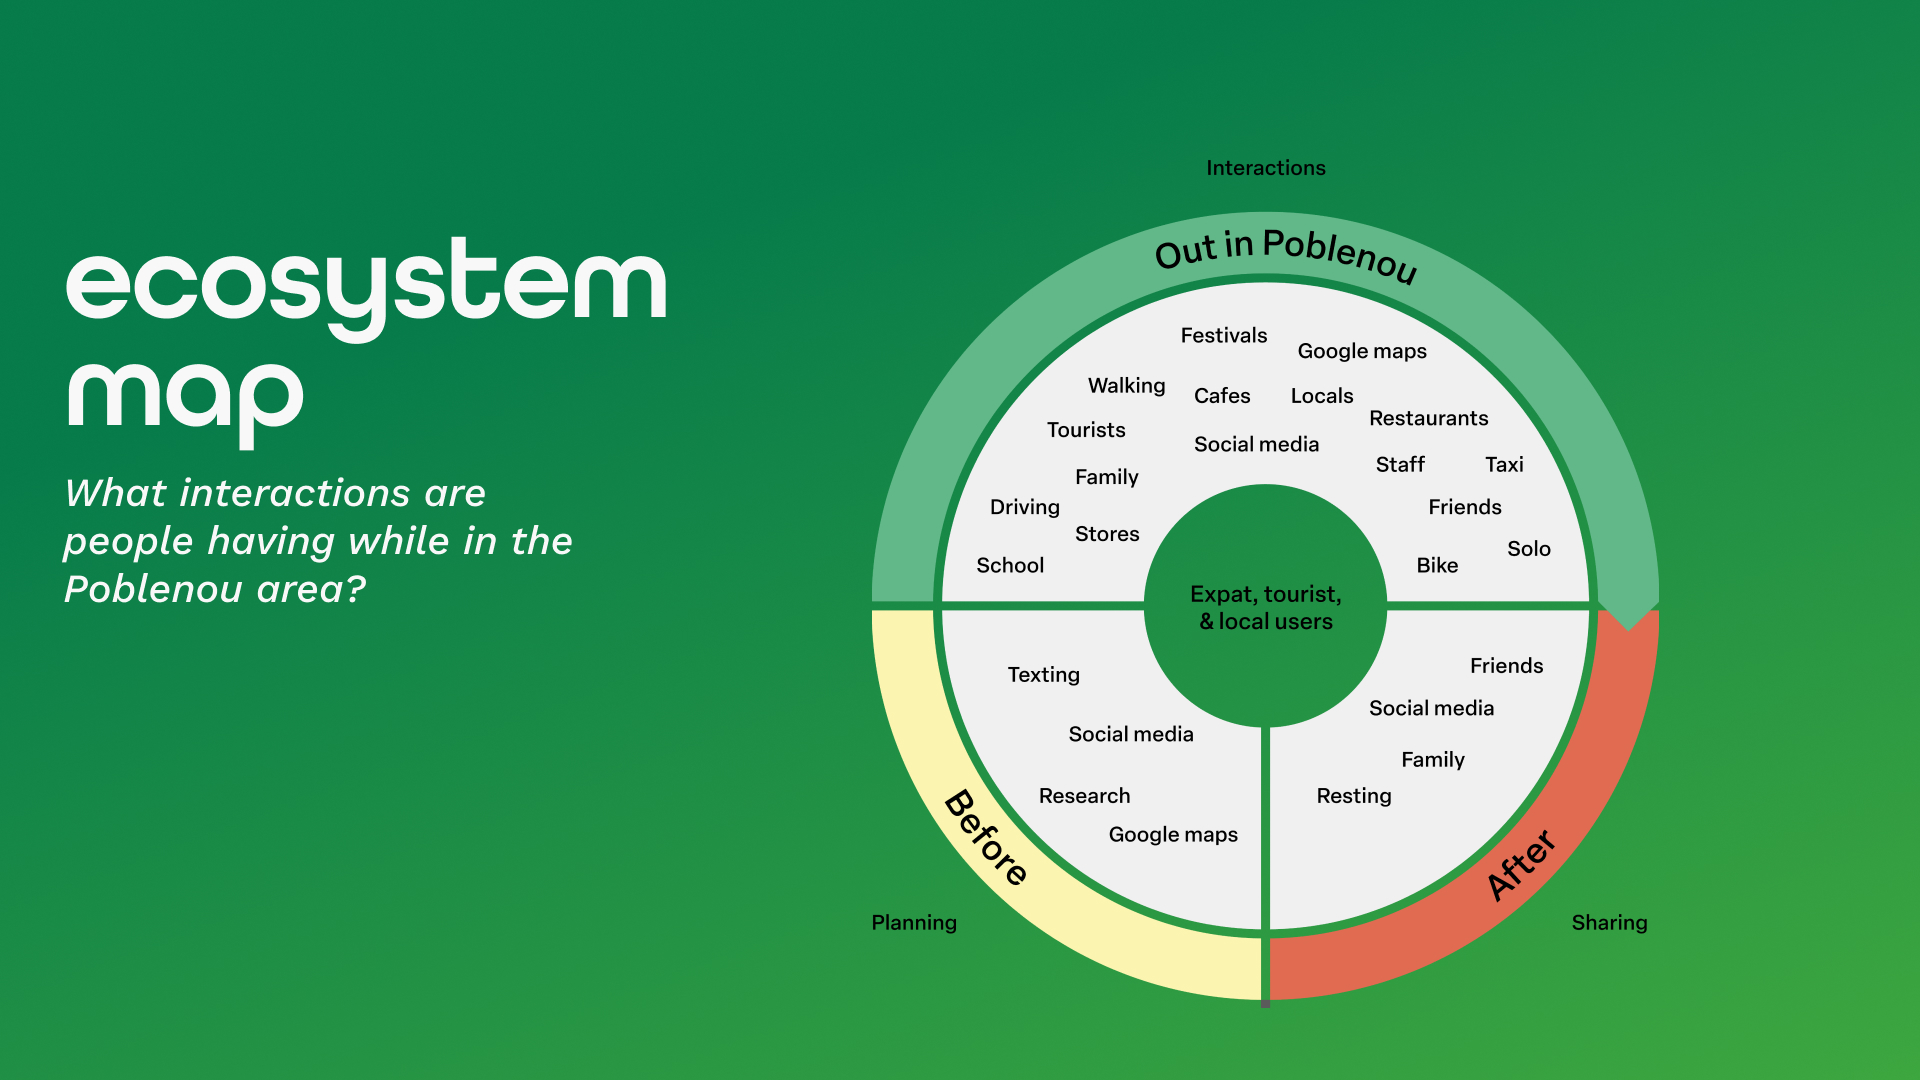 ecosystem
map
What interactions are
people having while in the
Poblenou area?
Interactions
Out in Poblenou
Festivals
Google maps
Walking
Cafes
Locals
Restaurants
Tourists
Social media
Staff
Taxi
Family
Driving
Friends
Stores
Solo
School
Bike
Expat, tourist,
& local users
Texting
Social media
Research
Google maps
Before
Planning
Friends
Social media
Family
Resting
After
Sharing